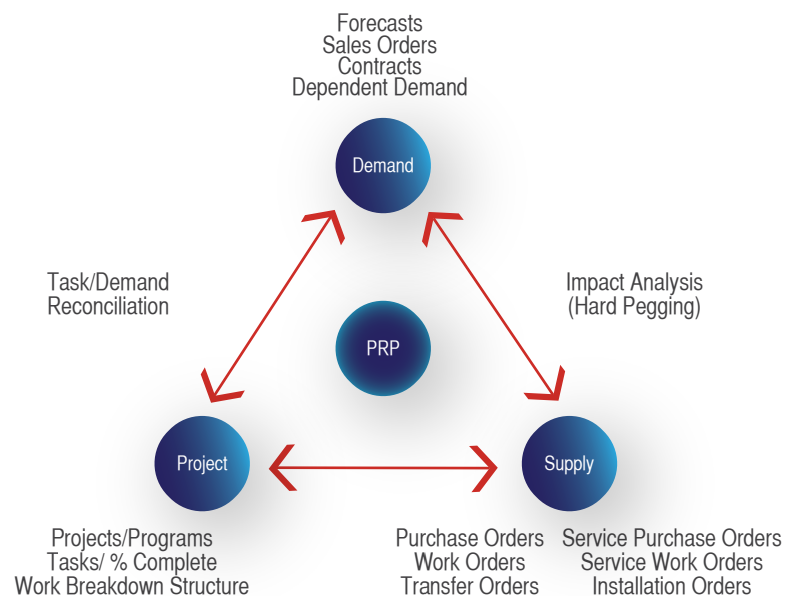 Forecasts
Sales Orders
Contracts
Dependent Demand
Demand
Task/Demand
Reconciliation
Impact Analysis
(Hard Pegging)
PRP
Project
Supply
Projects/Programs
Tasks/ % Complete
Work Breakdown Structure
Purchase Orders
Work Orders
Transfer Orders
Service Purchase Orders
Service Work Orders
Installation Orders